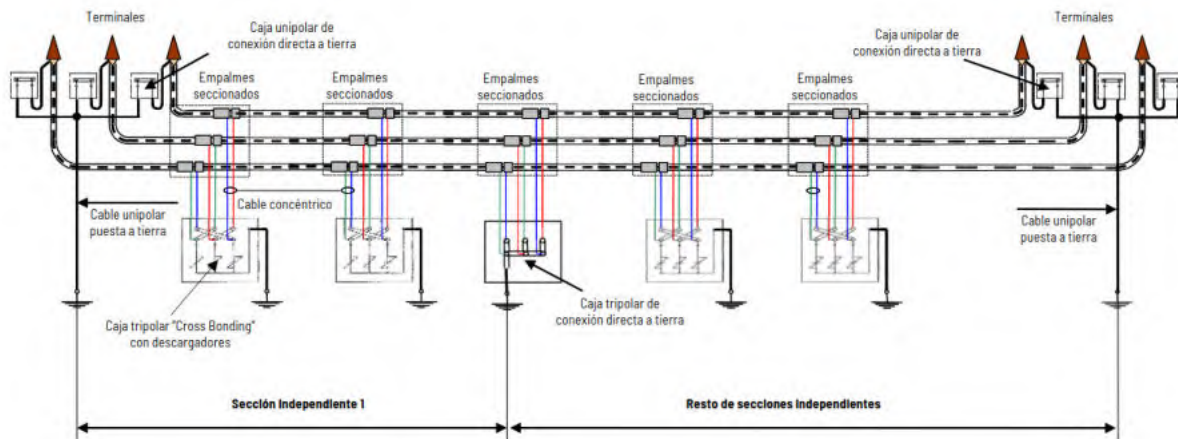 Terminales
Caja unipolar de
conexión directa a tierra
Empalmes
seccionados
Empalmes
seccionados
Empalmes
seccionados
Empalmes
seccionados
Empalmes
seccionados
Caja unipolar de
conexión directa a tierra
Terminales
Cable unipolar
puesta a tierra
Cable concéntrico
Cable unipolar
puesta a tierra
Caja tripolar "Cross Bonding"
con descargadores
Caja tripolar de
conexión directa a tierra
Sección Independiente 1
Resto de secciones independientes